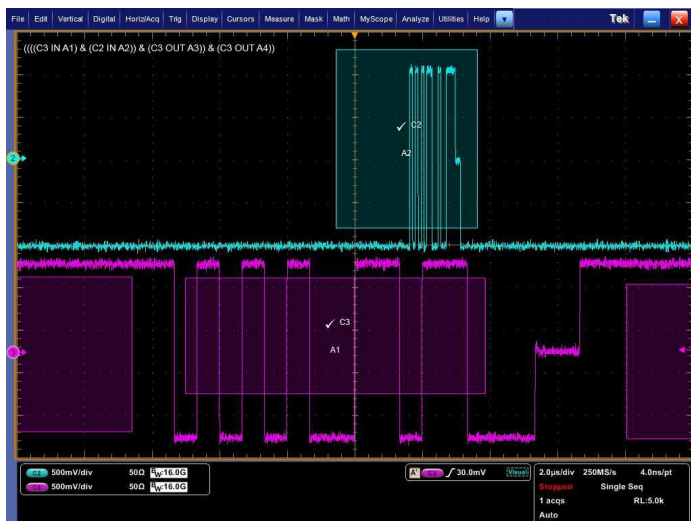 File Edit Vertical Digital Horiz/Acq Trig Display Cursors Measure Mask Math MyScope Analyze Utilities Help Tek X
((((C3 IN A1) & (C2 IN A2)) & (C3 OUT A3)) & (C3 OUT A4))
C2
A2
2
C3
A1
3
C2 500mV/div 50Ω BW:16.0G
C3 500mV/div 50Ω BW:16.0G
A' C3 30.0mV Visual
2.0µs/div 250MS/s 4.0ns/pt
Stopped Single Seq
1 acqs RL:5.0k
Auto